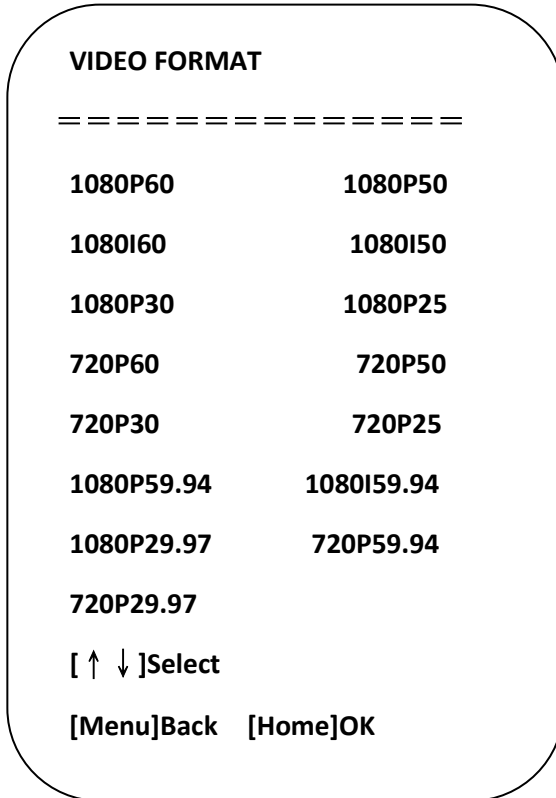 VIDEO FORMAT
==============
1080P60 1080P50
1080I60 1080I50
1080P30 1080P25
720P60 720P50
720P30 720P25
1080P59.94 1080I59.94
1080P29.97 720P59.94
720P29.97
[ ↑ ↓ ]Select
[Menu]Back [Home]OK